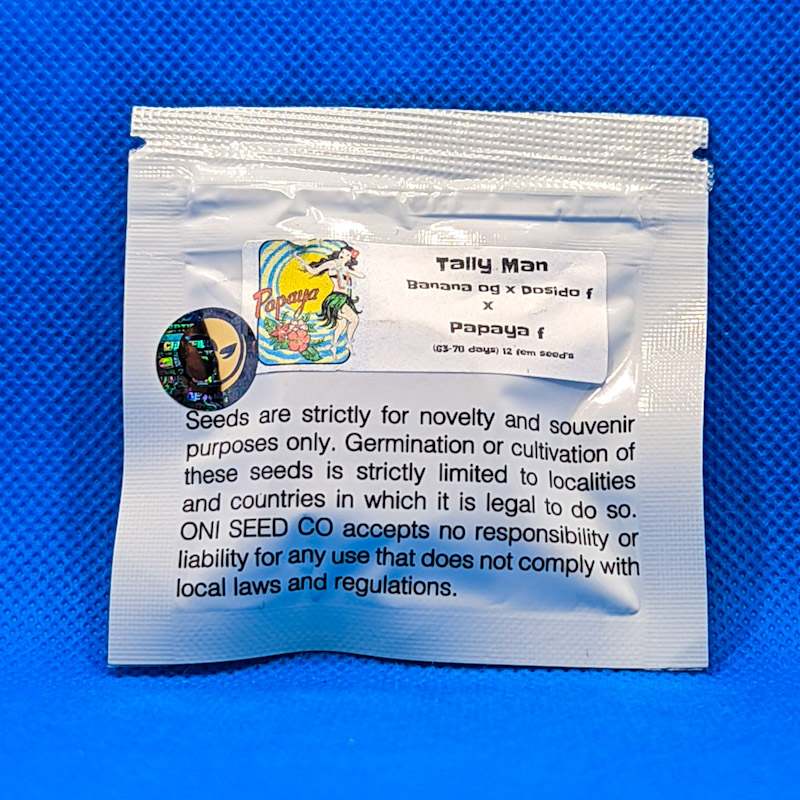 Papaya
Tally Man
Banana og x Dosido f
x
Papaya f
(63-70 days) 12 fem seed's
Seeds are strictly for novelty and souvenir
purposes only. Germination or cultivation of
these seeds is strictly limited to localities
and countries in which it is legal to do so.
ONI SEED CO accepts no responsibility or
liability for any use that does not comply with
local laws and regulations.